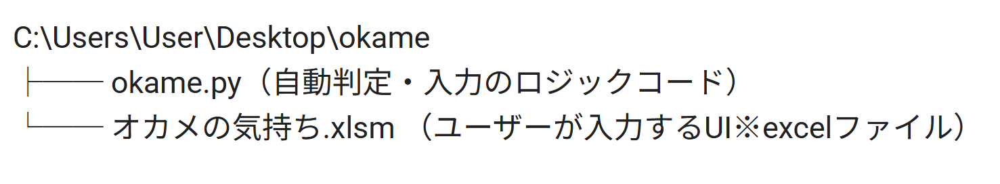 C:\Users\User\Desktop\okame
├── okame.py（自動判定・入力のロジックコード）
└── オカメの気持ち.xlsm （ユーザーが入力するUI※excelファイル）